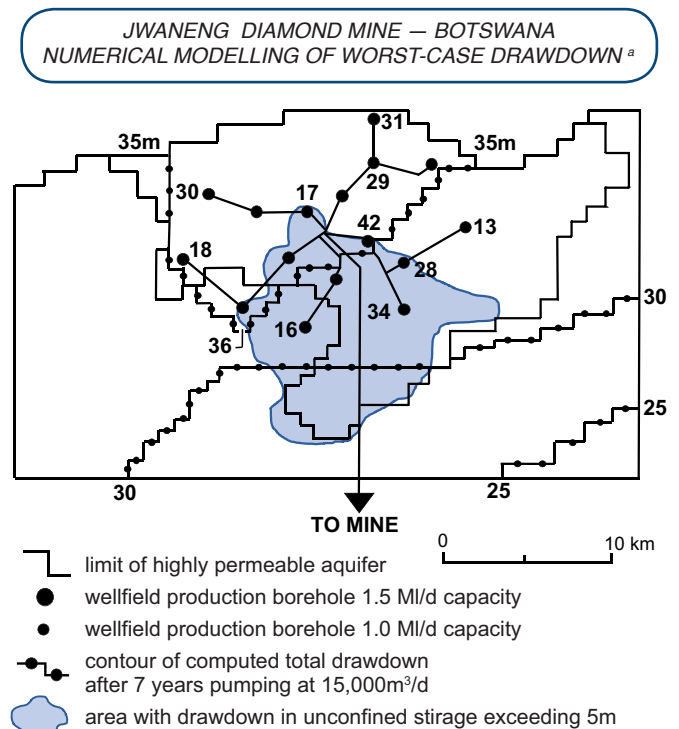 JWANENG DIAMOND MINE — BOTSWANA
NUMERICAL MODELLING OF WORST-CASE DRAWDOWN a
31
35m
35m
29
30
17
42
13
18
28
30
34
16
36
25
30
25
TO MINE
0
10 km
limit of highly permeable aquifer
wellfield production borehole 1.5 Ml/d capacity
wellfield production borehole 1.0 Ml/d capacity
contour of computed total drawdown
after 7 years pumping at 15,000m³/d
area with drawdown in unconfined stirage exceeding 5m